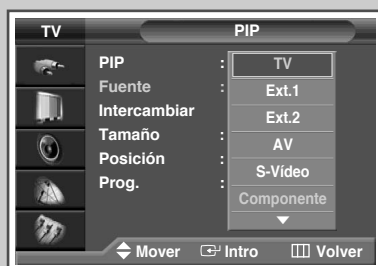 TV PIP
PIP : TV
Fuente : Ext.1
Intercambiar Ext.2
Tamaño : AV
Posición : S-Vídeo
Prog. : Componente
Mover Intro Volver